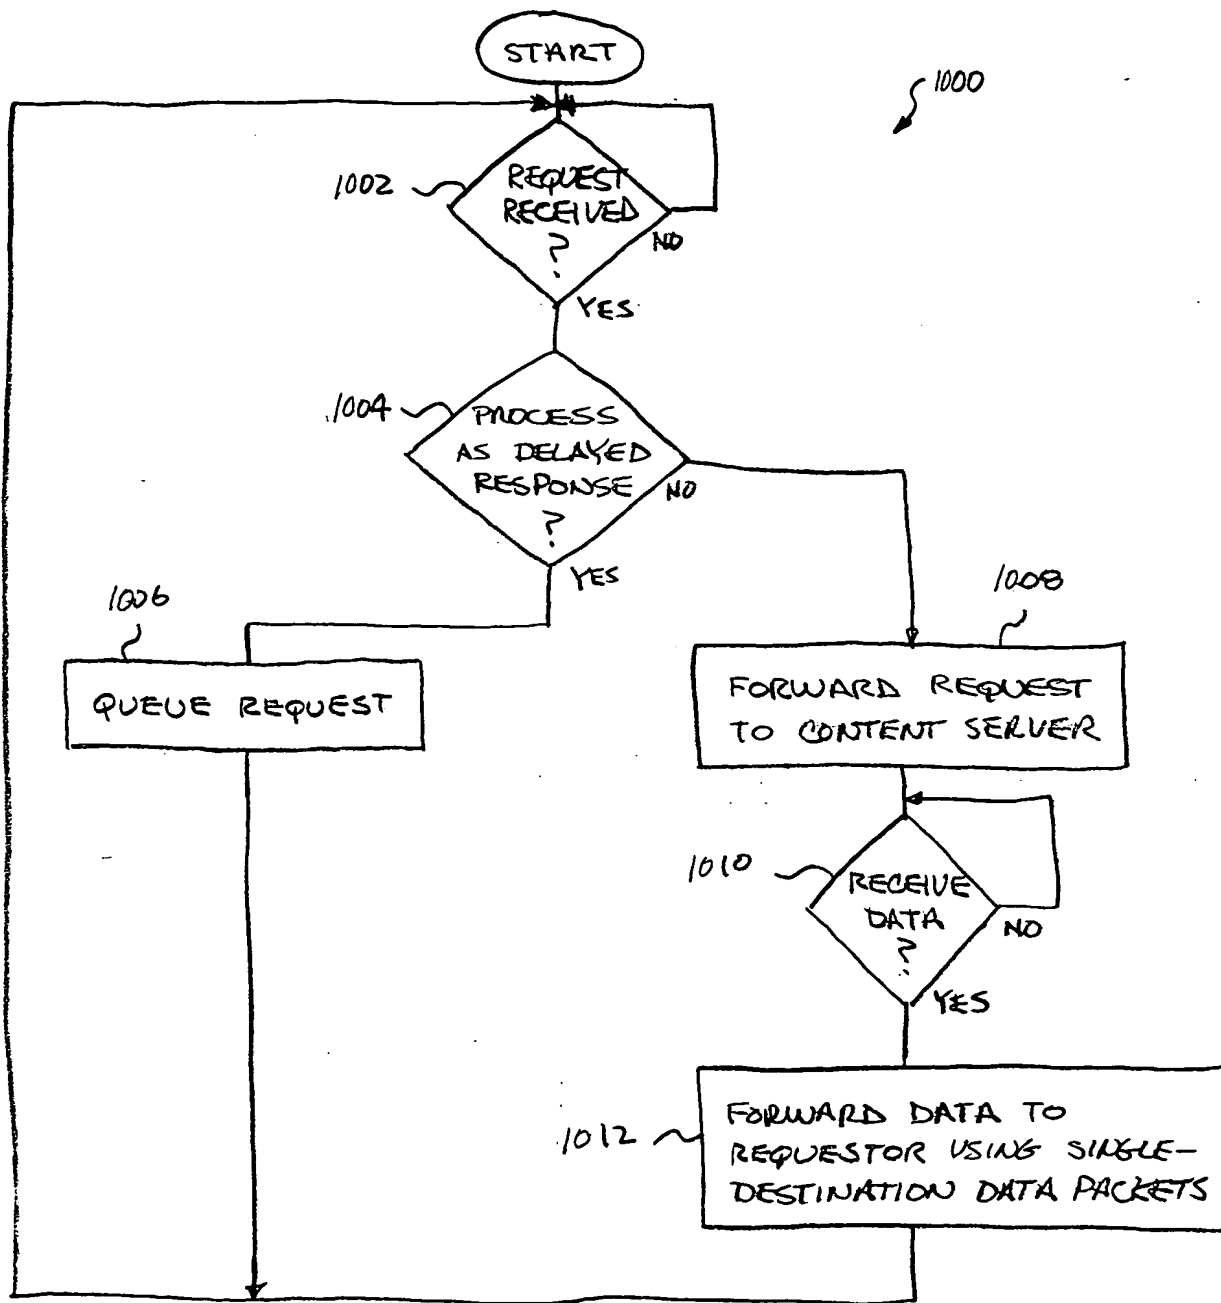 START
1000
1002
REQUEST
RECEIVED
?
NO
YES
1004
PROCESS
AS DELAYED
RESPONSE
?
NO
YES
1006
QUEUE REQUEST
1008
FORWARD REQUEST
TO CONTENT SERVER
1010
RECEIVE
DATA
?
NO
YES
1012
FORWARD DATA TO
REQUESTOR USING SINGLE-
DESTINATION DATA PACKETS